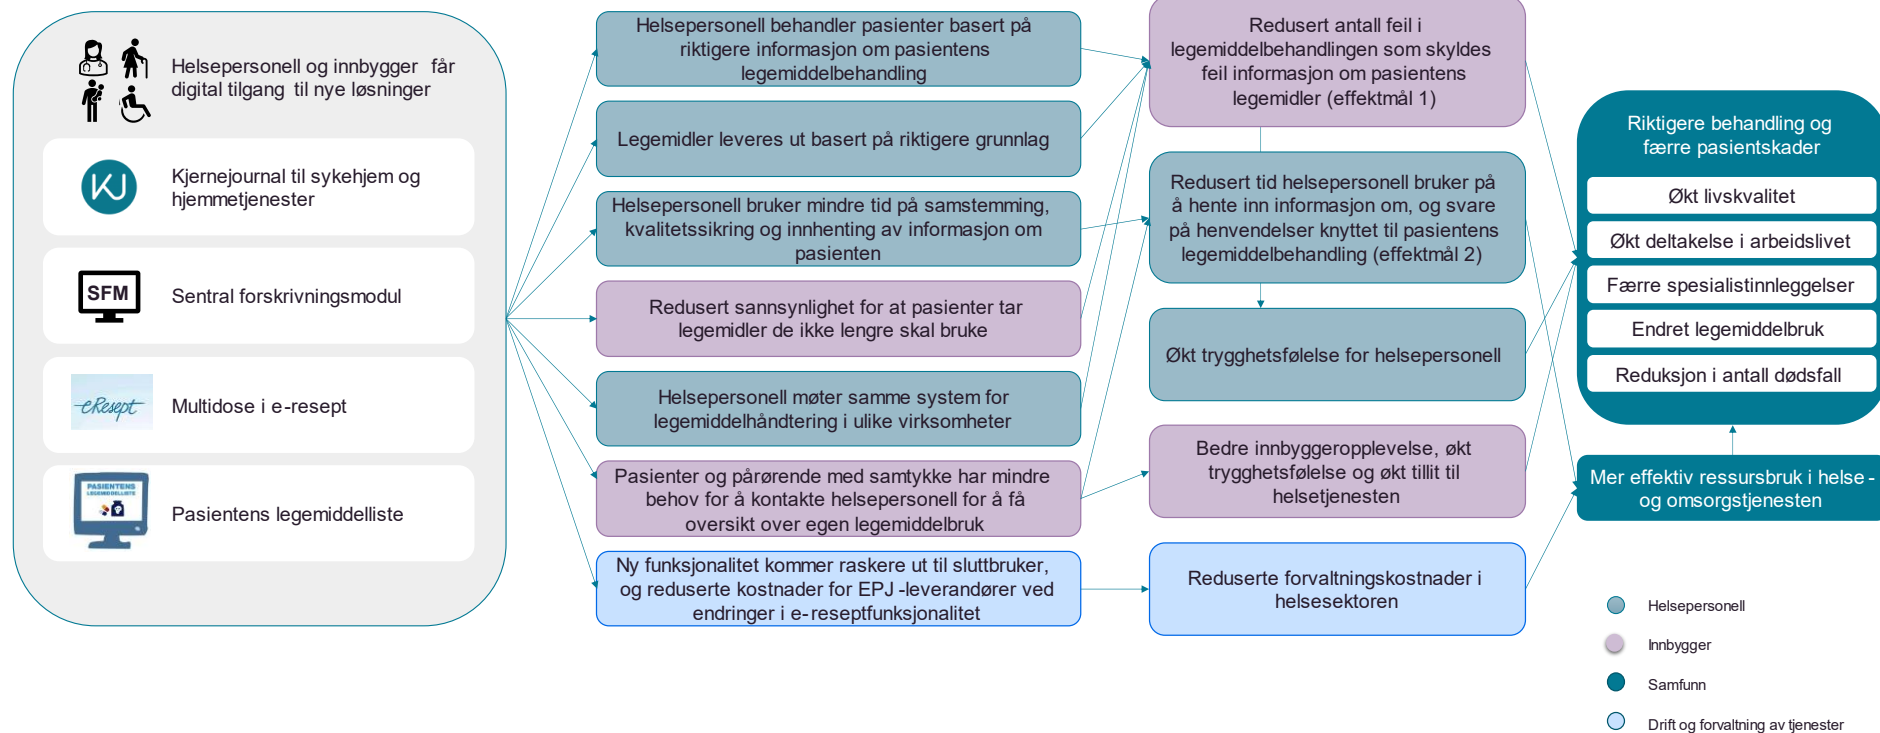 Helsepersonell og innbygger får
digital tilgang til nye løsninger
KJ
Kjernejournal til sykehjem og
hjemmetjenester
SFM
Sentral forskrivningsmodul
eResept
Multidose i e-resept
PASIENTENS
LEGEMIDDELLISTE
Pasientens legemiddelliste
Helsepersonell behandler pasienter basert på
riktigere informasjon om pasientens
legemiddelbehandling
Legemidler leveres ut basert på riktigere grunnlag
Helsepersonell bruker mindre tid på samstemming,
kvalitetssikring og innhenting av informasjon om
pasienten
Redusert sannsynlighet for at pasienter tar
legemidler de ikke lengre skal bruke
Helsepersonell møter samme system for
legemiddelhåndtering i ulike virksomheter
Pasienter og pårørende med samtykke har mindre
behov for å kontakte helsepersonell for å få
oversikt over egen legemiddelbruk
Ny funksjonalitet kommer raskere ut til sluttbruker,
og reduserte kostnader for EPJ-leverandører ved
endringer i e-reseptfunksjonalitet
Redusert antall feil i
legemiddelbehandlingen som skyldes
feil informasjon om pasientens
legemidler (effektmål 1)
Redusert tid helsepersonell bruker på
å hente inn informasjon om, og svare
på henvendelser knyttet til pasientens
legemiddelbehandling (effektmål 2)
Økt trygghetsfølelse for helsepersonell
Bedre innbyggeropplevelse, økt
trygghetsfølelse og økt tillit til
helsetjenesten
Reduserte forvaltningskostnader i
helsesektoren
Riktigere behandling og
færre pasientskader
Økt livskvalitet
Økt deltakelse i arbeidslivet
Færre spesialistinnleggelser
Endret legemiddelbruk
Reduksjon i antall dødsfall
Mer effektiv ressursbruk i helse-
og omsorgstjenesten
Helsepersonell
Innbygger
Samfunn
Drift og forvaltning av tjenester